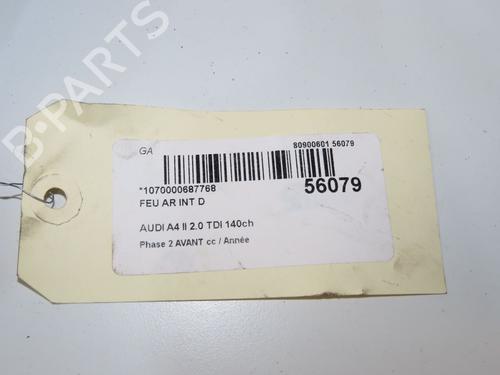 GA
80900601 56079
*1070000687768
56079
FEU AR INT D
AUDI A4 II 2.0 TDI 140ch
Phase 2 AVANT cc / Année
B-PARTS